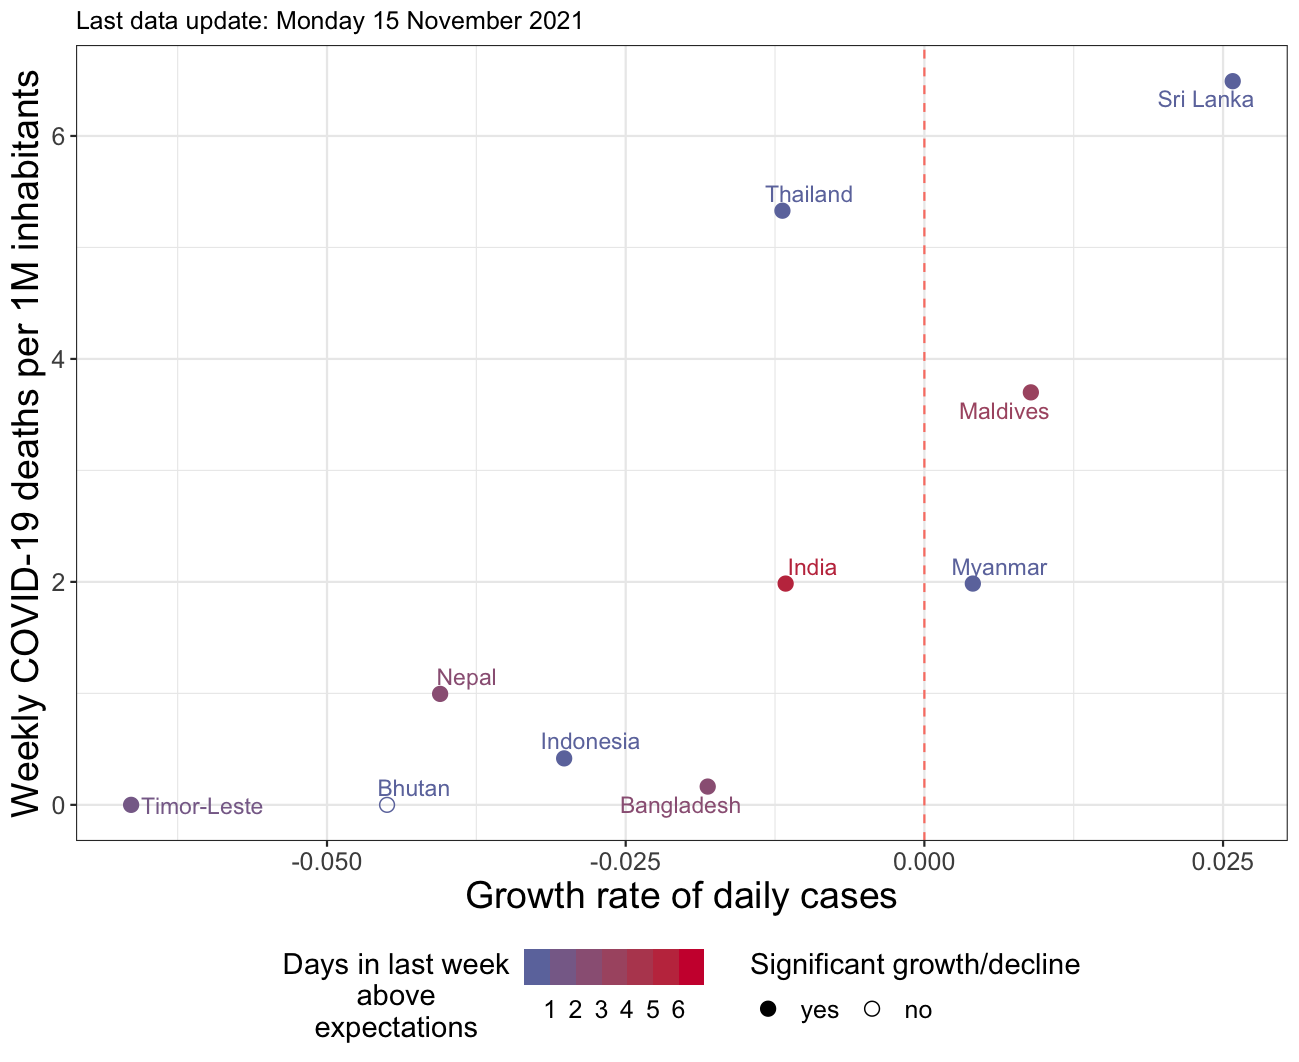 Last data update: Monday 15 November 2021
Weekly COVID-19 deaths per 1M inhabitants
6
4
2
0
Sri Lanka
Thailand
Maldives
India
Myanmar
Nepal
Indonesia
Bhutan
Timor-Leste
Bangladesh
-0.050
-0.025
0.000
0.025
Growth rate of daily cases
Days in last week
above
expectations
1 2 3 4 5 6
Significant growth/decline
yes
no